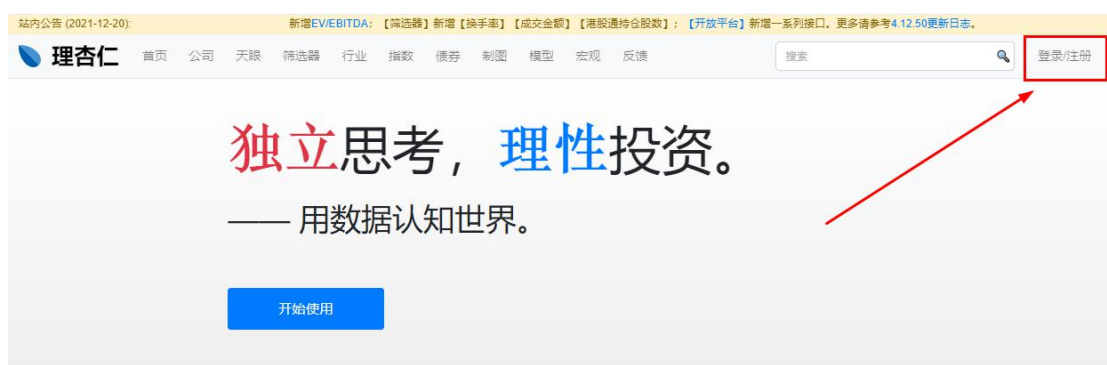 站内公告 (2021-12-20): 新增EV/EBITDA；【筛选器】新增【换手率】【成交金额】【港股通持仓股数】；【开放平台】新增一系列接口。更多请参考4.12.50更新日志。
理杏仁 首页 公司 天眼 筛选器 行业 指数 债券 制图 模型 宏观 反馈 搜索 登录/注册
独立思考，理性投资。
—— 用数据认知世界。
开始使用